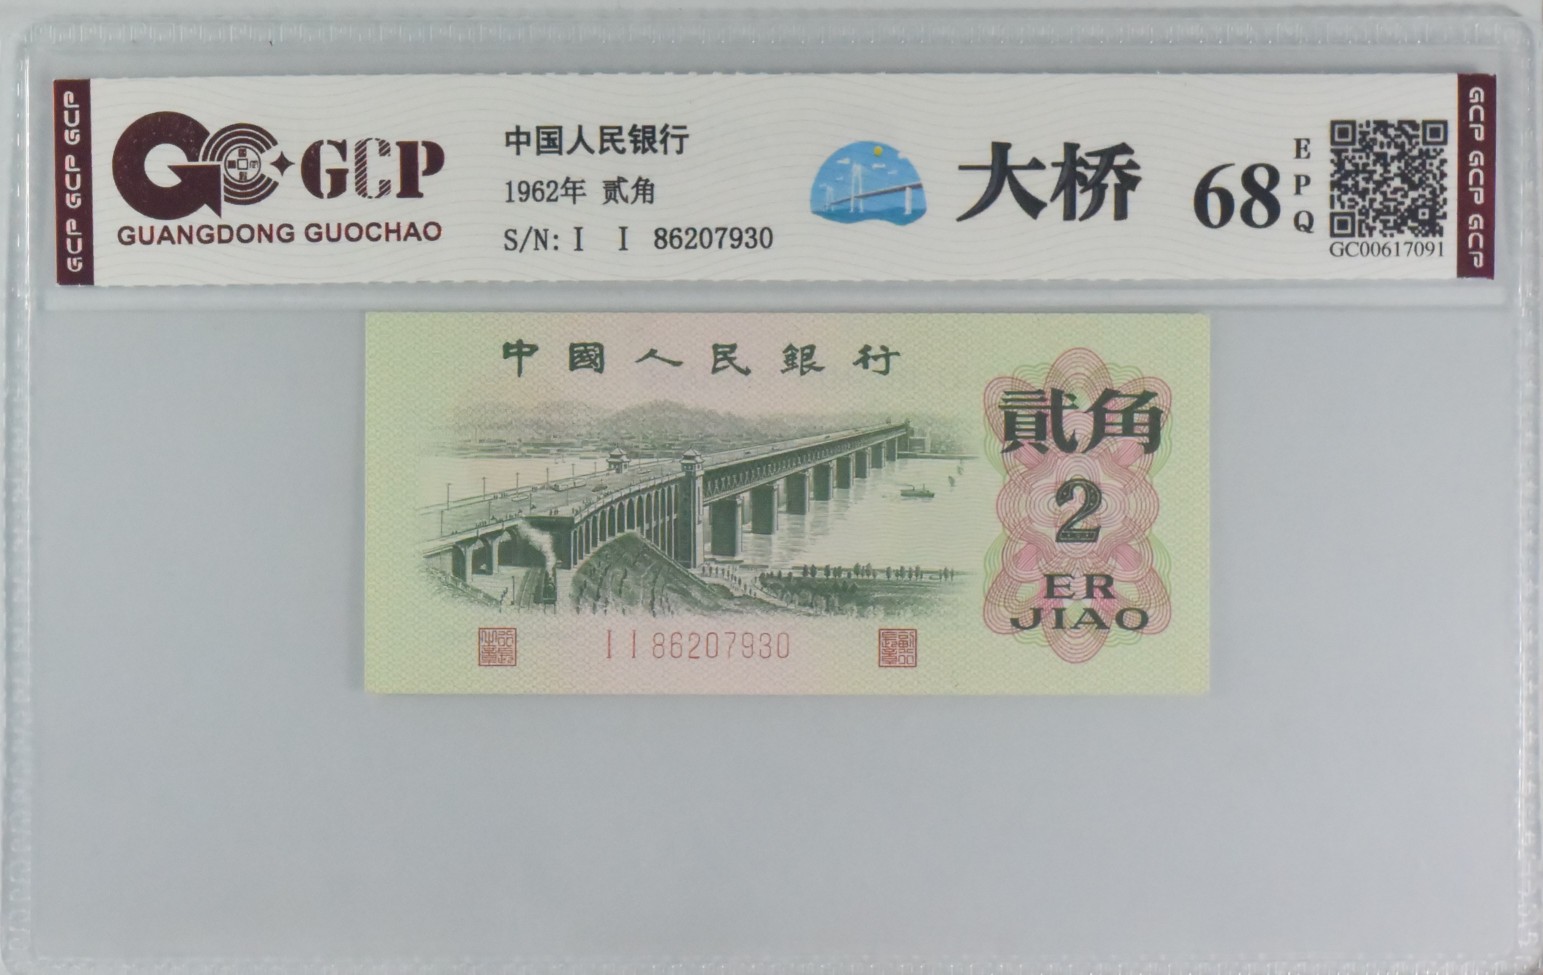 GCP GCP GCP
GCP
GUANGDONG GUOCHAO
中国人民银行
1962年 贰角
S/N: I I 86207930
大桥
68
EPQ
GC00617091
GCP GCP GCP
中國人民銀行
貳角
2
ER
JIAO
I I 86207930